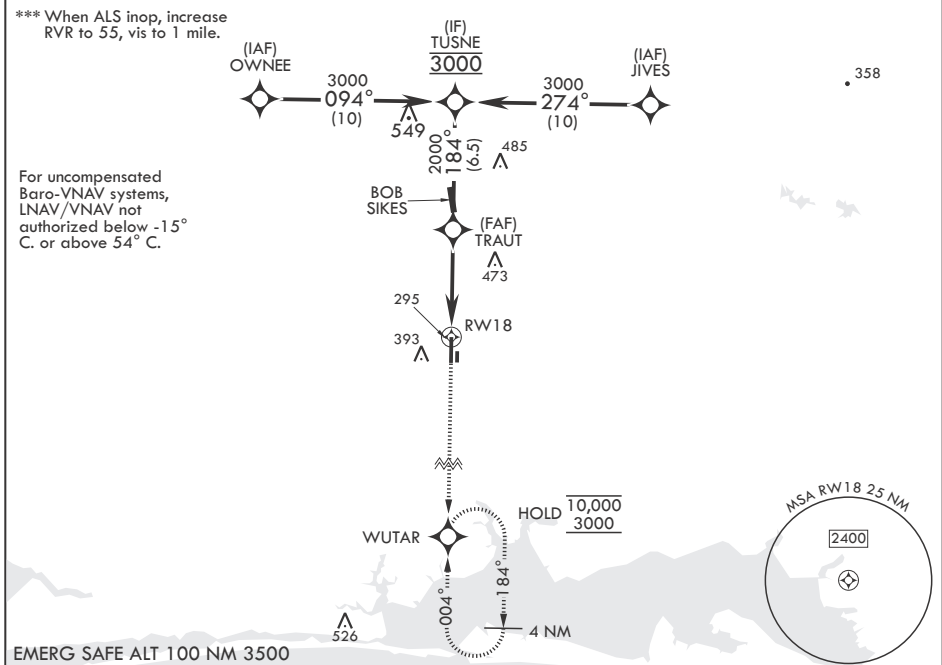 *** When ALS inop, increase
RVR to 55, vis to 1 mile.
(IAF)
OWNEE
(IF)
TUSNE
3000
(IAF)
JIVES
358
3000
094°
(10)
3000
274°
(10)
549
2000
184°
(6.5)
485
For uncompensated
Baro-VNAV systems,
LNAV/VNAV not
authorized below -15°
C. or above 54° C.
BOB
SIKES
(FAF)
TRAUT
473
295
RW18
393
MSA RW18 25 NM
2400
HOLD
10,000
3000
WUTAR
004°
184°
4 NM
526
EMERG SAFE ALT 100 NM 3500